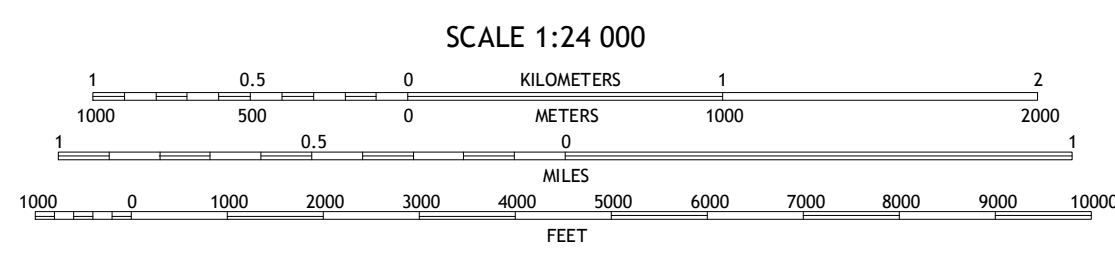 SCALE 1:24 000
1 0.5 0 KILOMETERS 1 2
1000 500 0 METERS 1000 2000
1 0.5 0 1
MILES
1000 0 1000 2000 3000 4000 5000 6000 7000 8000 9000 10000
FEET